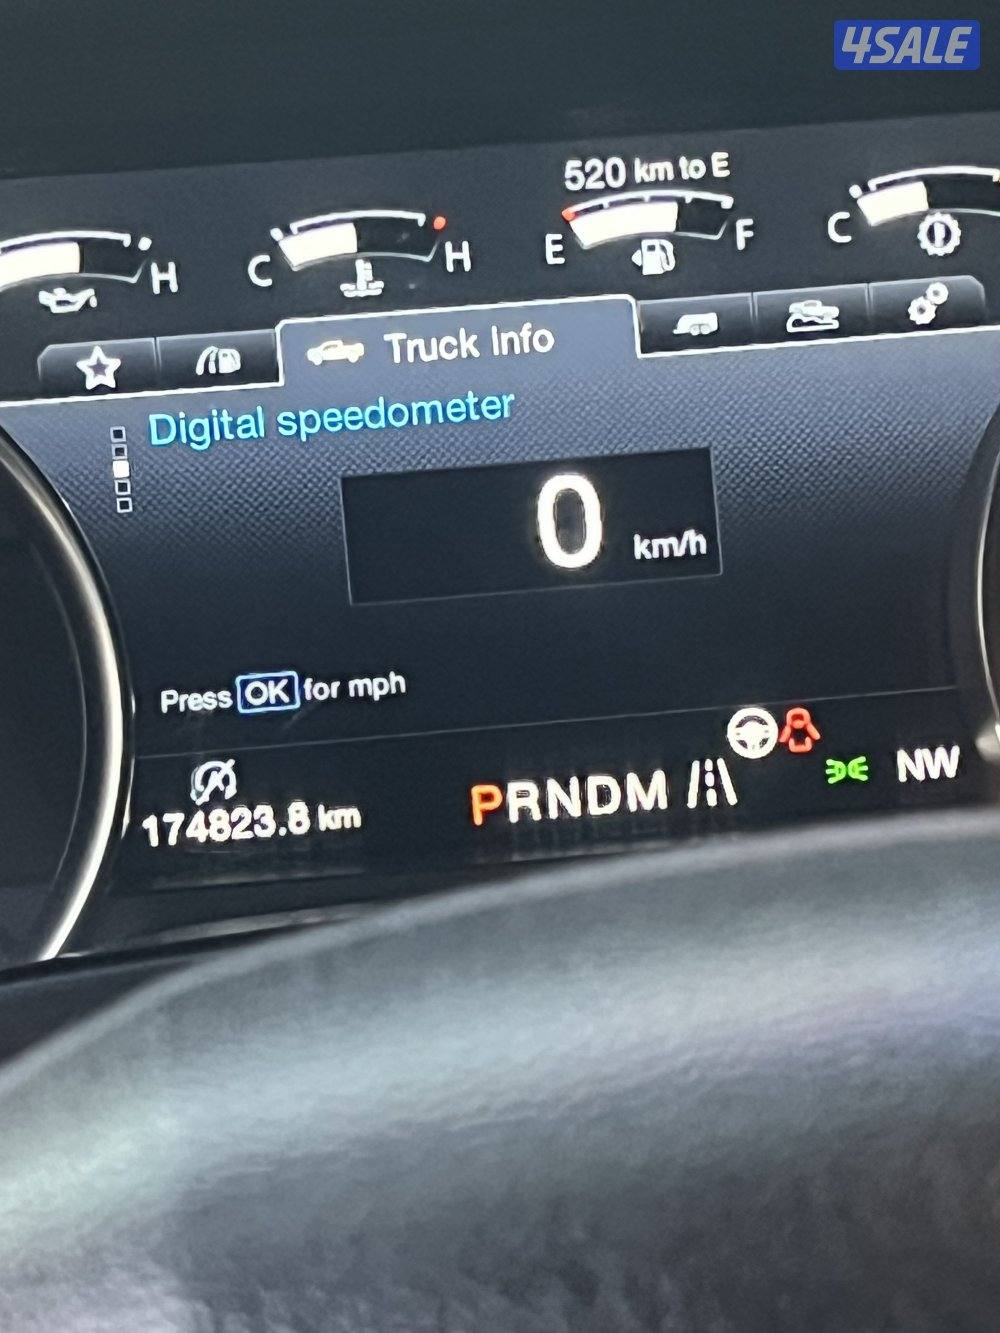 4SALE
520 km to E
H
C H
E F
C
Truck Info
Digital speedometer
0 km/h
Press OK for mph
174823.8 km
PRNDM
NW